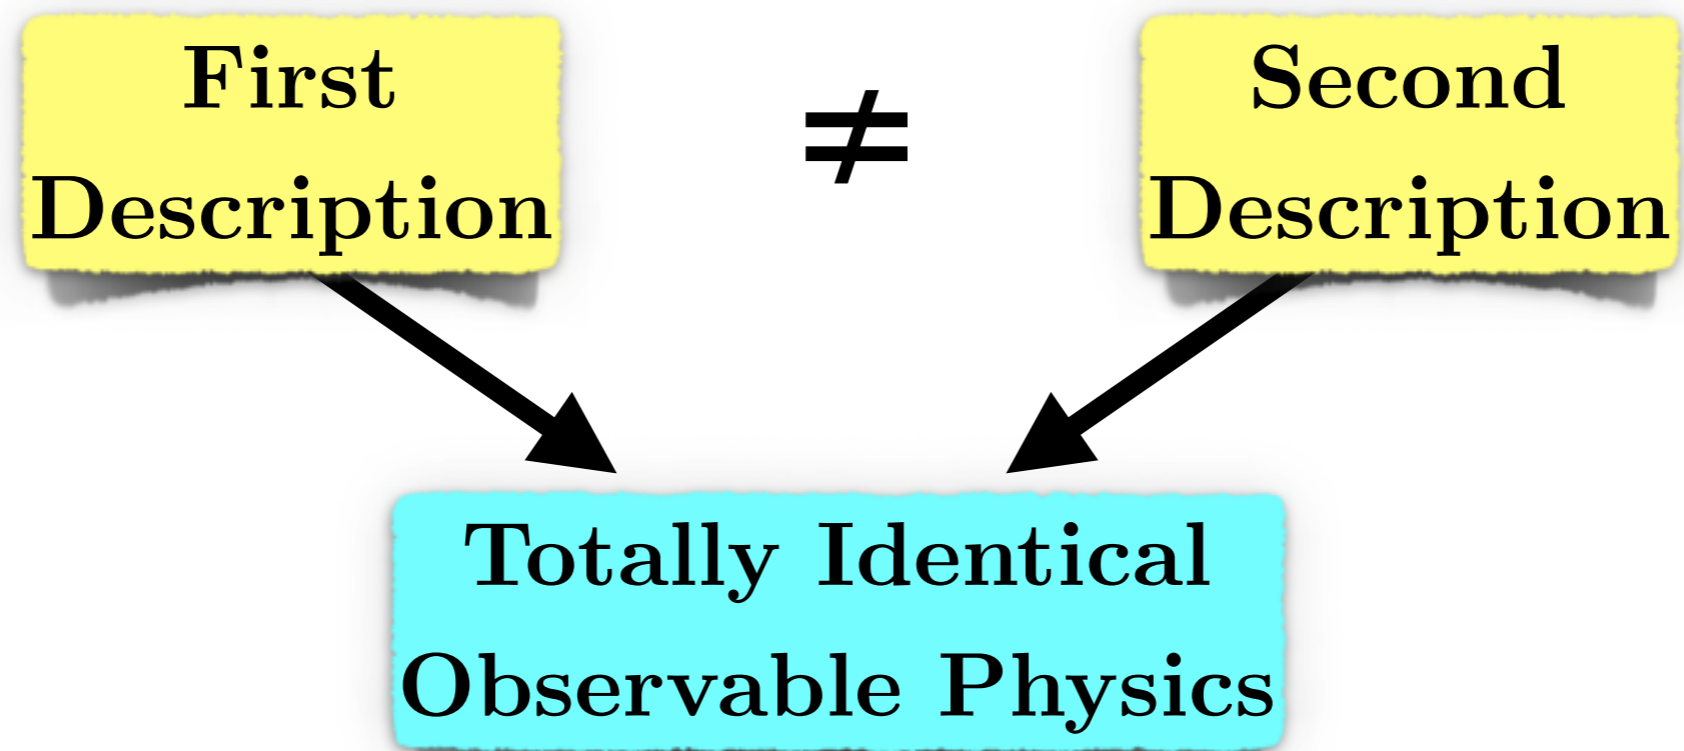 First
Description
≠
Second
Description
Totally Identical
Observable Physics